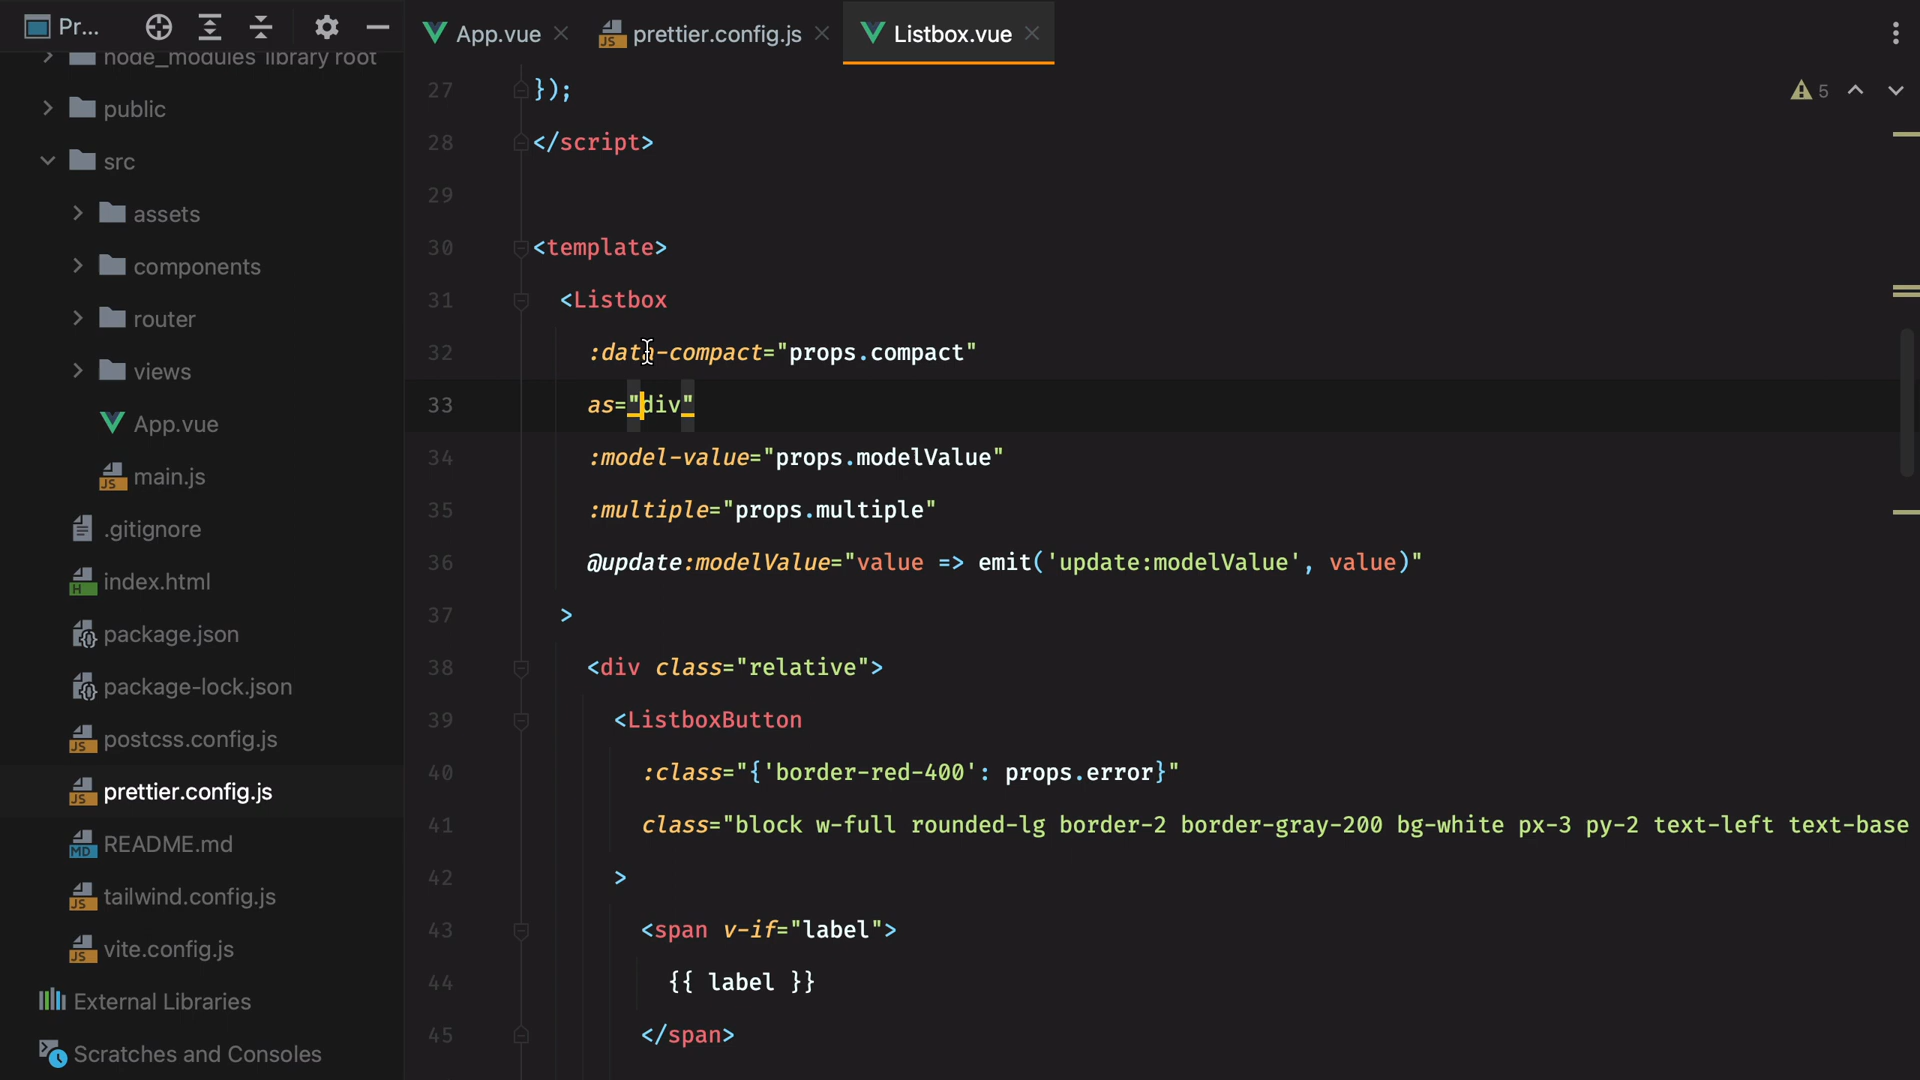 Pr...
node_modules library root
public
src
assets
components
router
views
App.vue
main.js
.gitignore
index.html
package.json
package-lock.json
postcss.config.js
prettier.config.js
README.md
tailwind.config.js
vite.config.js
External Libraries
Scratches and Consoles
App.vue
prettier.config.js
Listbox.vue
5
27 });
28 </script>
29
30 <template>
31 <Listbox
32 :data-compact="props.compact"
33 as="div"
34 :model-value="props.modelValue"
35 :multiple="props.multiple"
36 @update:modelValue="value => emit('update:modelValue', value)"
37 >
38 <div class="relative">
39 <ListboxButton
40 :class="{'border-red-400': props.error}"
41 class="block w-full rounded-lg border-2 border-gray-200 bg-white px-3 py-2 text-left text-base
42 >
43 <span v-if="label">
44 {{ label }}
45 </span>